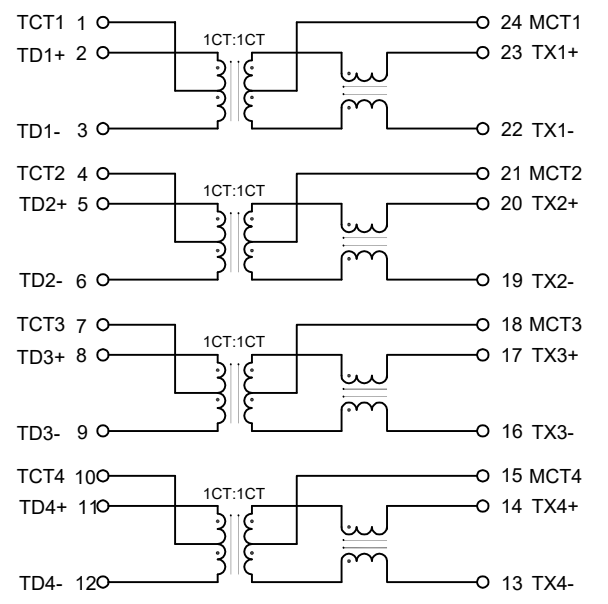 TCT1 1 24 MCT1
1CT:1CT
TD1+ 2 23 TX1+
TD1- 3 22 TX1-
TCT2 4 21 MCT2
1CT:1CT
TD2+ 5 20 TX2+
TD2- 6 19 TX2-
TCT3 7 18 MCT3
1CT:1CT
TD3+ 8 17 TX3+
TD3- 9 16 TX3-
TCT4 10 15 MCT4
1CT:1CT
TD4+ 11 14 TX4+
TD4- 12 13 TX4-